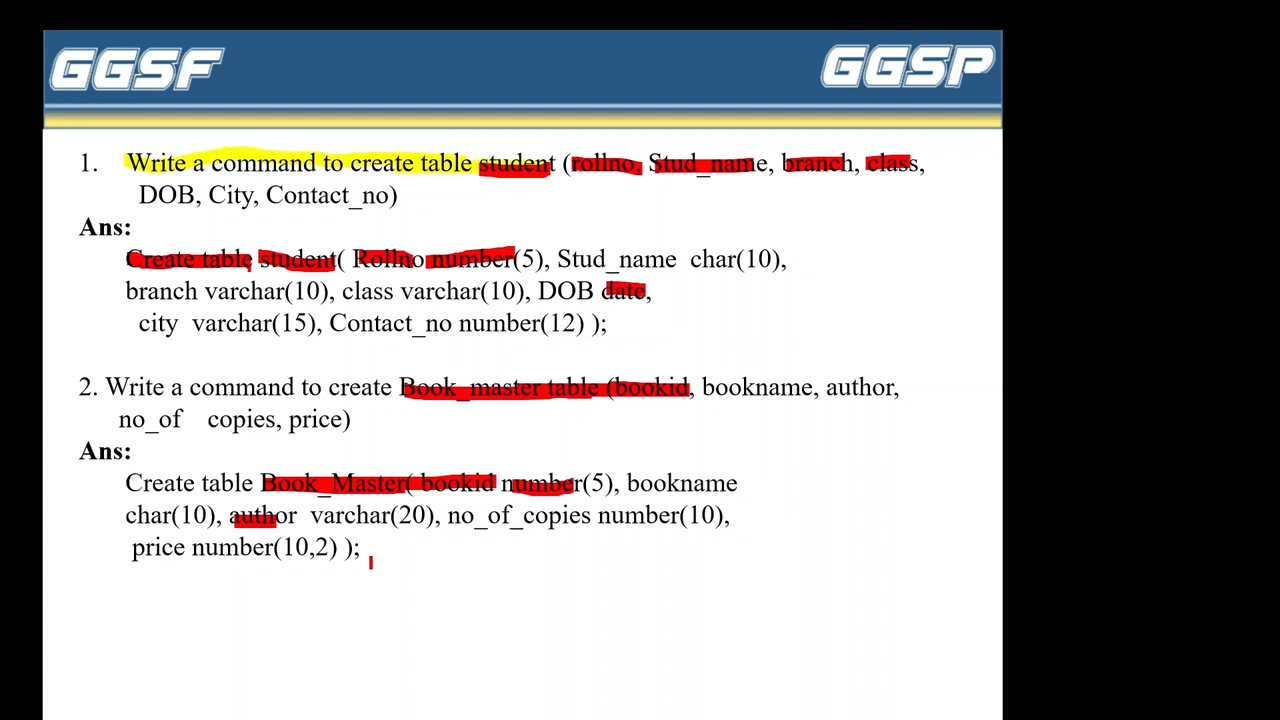 GGSF GGSP
1. Write a command to create table student (rollno, Stud_name, branch, class,
DOB, City, Contact_no)
Ans:
Create table student( Rollno number(5), Stud_name char(10),
branch varchar(10), class varchar(10), DOB date,
city varchar(15), Contact_no number(12) );
2. Write a command to create Book_master table (bookid, bookname, author,
no_of copies, price)
Ans:
Create table Book_Master( bookid number(5), bookname
char(10), author varchar(20), no_of_copies number(10),
price number(10,2) );